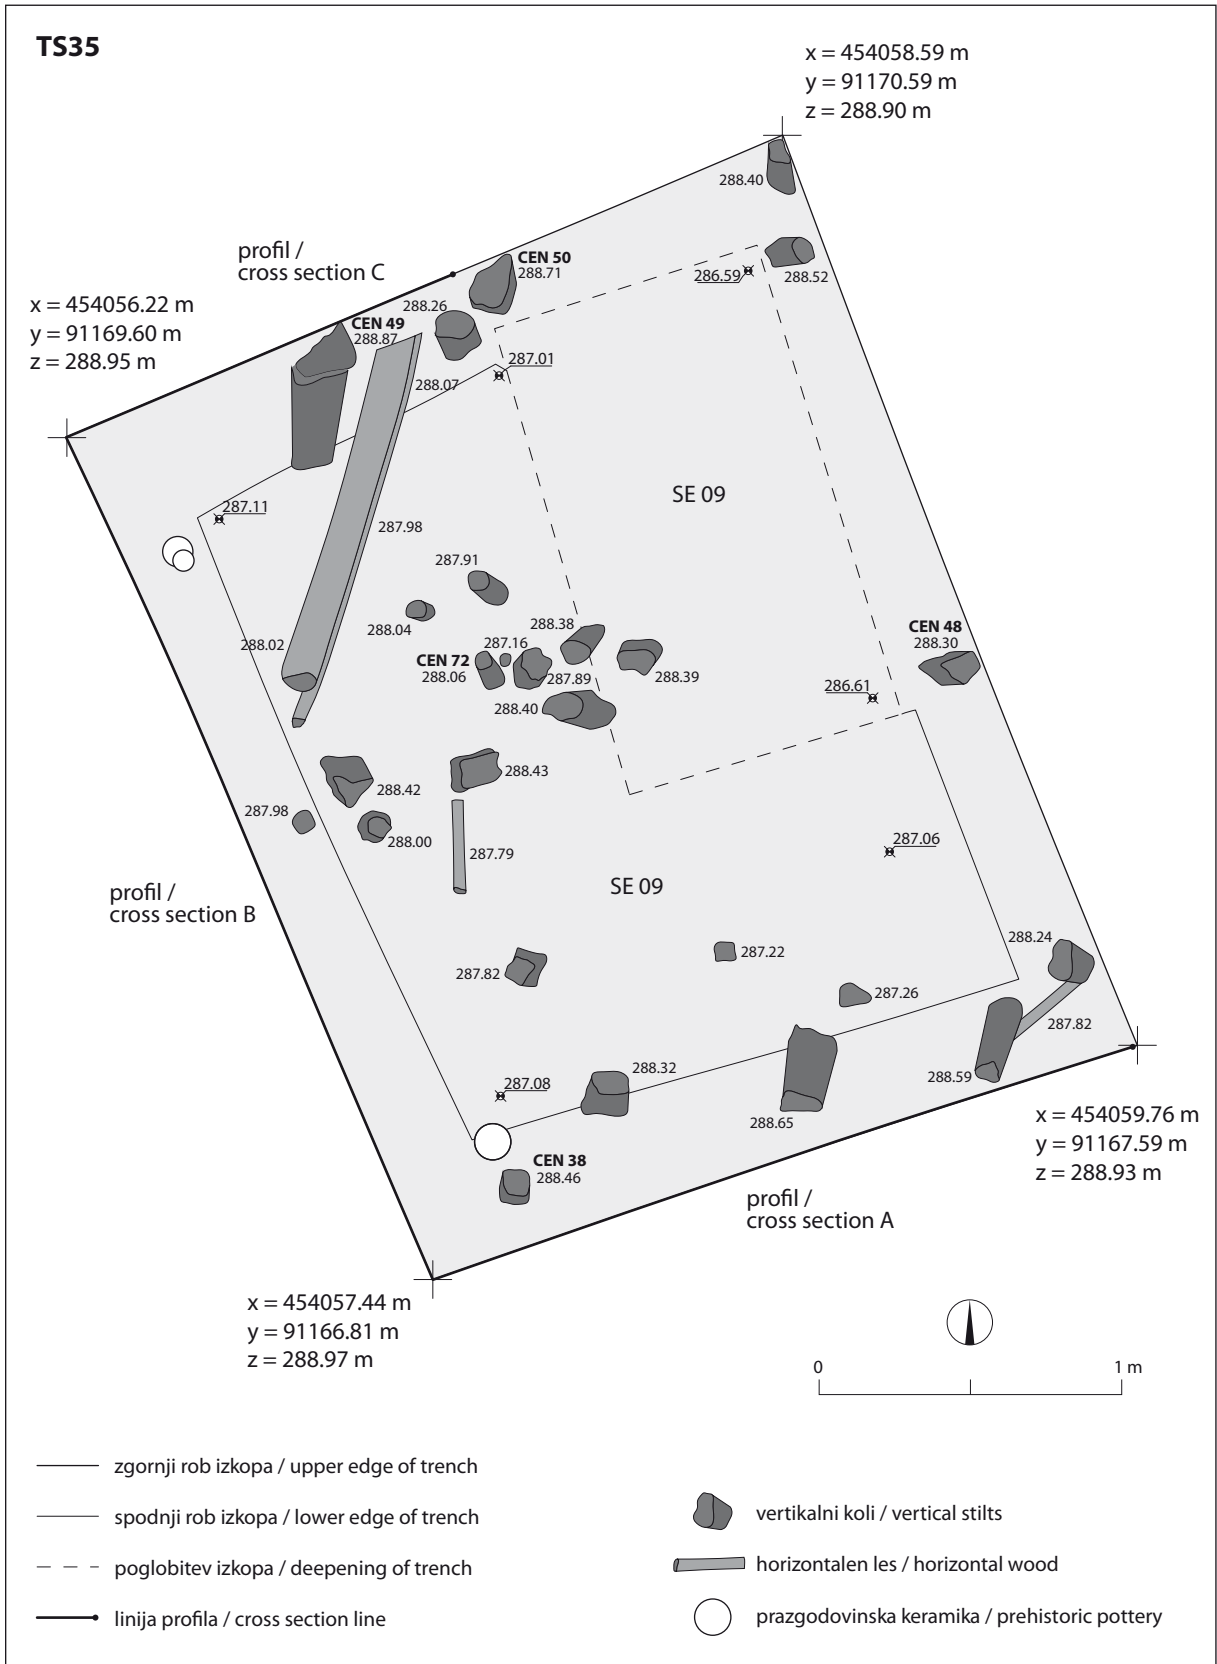 TS35
x = 454058.59 m
y = 91170.59 m
z = 288.90 m
288.40
profil /
cross section C
CEN 50
288.71
286.59
288.52
x = 454056.22 m
y = 91169.60 m
z = 288.95 m
288.26
CEN 49
288.87
287.01
288.07
SE 09
287.11
287.98
287.91
288.04
288.38
CEN 48
288.30
288.02
287.16
CEN 72
288.06
287.89
288.39
286.61
288.40
288.43
288.42
287.98
288.00
287.79
287.06
profil /
cross section B
SE 09
288.24
287.82
287.22
287.26
287.82
288.32
288.59
287.08
288.65
x = 454059.76 m
y = 91167.59 m
z = 288.93 m
CEN 38
288.46
profil /
cross section A
x = 454057.44 m
y = 91166.81 m
z = 288.97 m
0 1 m
zgornji rob izkopa / upper edge of trench
spodnji rob izkopa / lower edge of trench
poglobitev izkopa / deepening of trench
linija profila / cross section line
vertikalni koli / vertical stilts
horizontalen les / horizontal wood
prazgodovinska keramika / prehistoric pottery